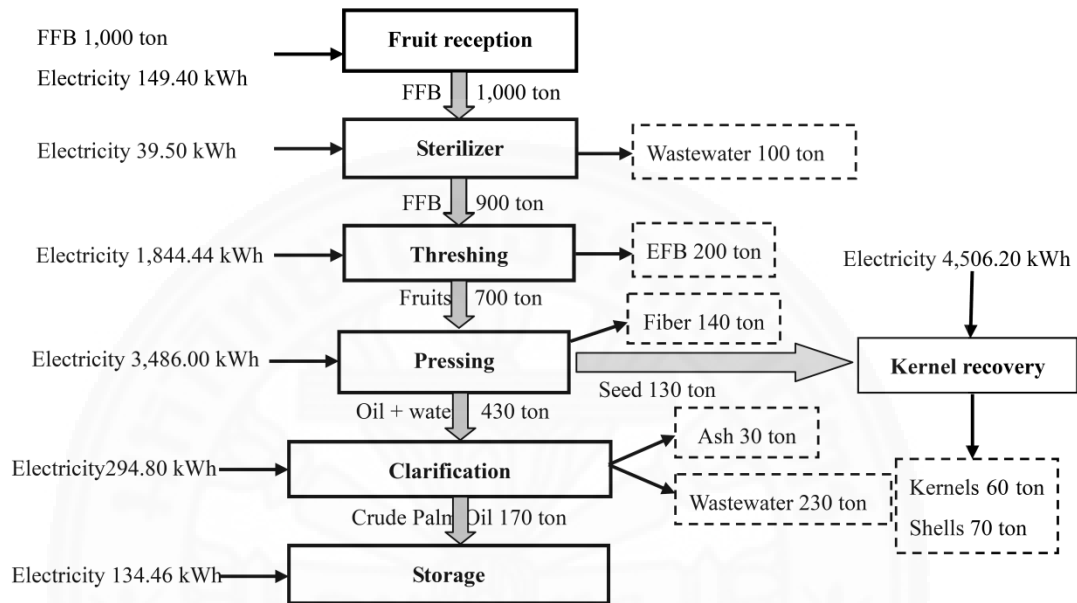 FFB 1,000 ton
Electricity 149.40 kWh
Fruit reception
FFB 1,000 ton
Electricity 39.50 kWh
Sterilizer
Wastewater 100 ton
FFB 900 ton
Electricity 1,844.44 kWh
Threshing
EFB 200 ton
Electricity 4,506.20 kWh
Fruits 700 ton
Fiber 140 ton
Electricity 3,486.00 kWh
Pressing
Seed 130 ton
Kernel recovery
Oil + water 430 ton
Ash 30 ton
Electricity294.80 kWh
Clarification
Wastewater 230 ton
Kernels 60 ton
Shells 70 ton
Crude Palm Oil 170 ton
Electricity 134.46 kWh
Storage